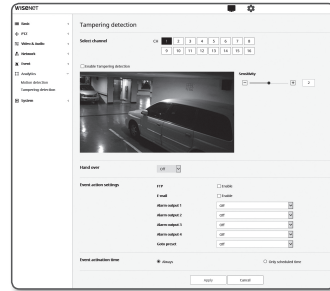 WISENET
Basic
PTZ
Video & Audio
Network
Event
Analytics
Motion detection
Tampering detection
System
Tampering detection
Select channel
CH 1 2 3 4 5 6 7 8
9 10 11 12 13 14 15 16
Enable Tampering detection
Sensitivity
2
Hand over
Off
Event action settings
FTP
Enable
E-mail
Enable
Alarm output 1
Off
Alarm output 2
Off
Alarm output 3
Off
Alarm output 4
Off
Goto preset
Off
Event activation time
Always
Only scheduled time
Apply
Cancel